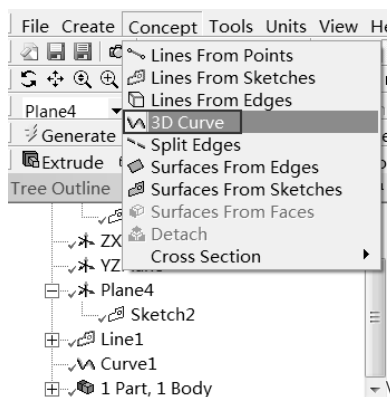 File Create Concept Tools Units View
Lines From Points
Lines From Sketches
Plane4 Lines From Edges
3D Curve
Generate Split Edges
Extrude Surfaces From Edges
Tree Outline Surfaces From Sketches
Surfaces From Faces
ZX Detach
YZ Cross Section
Plane4
Sketch2
Line1
Curve1
1 Part, 1 Body